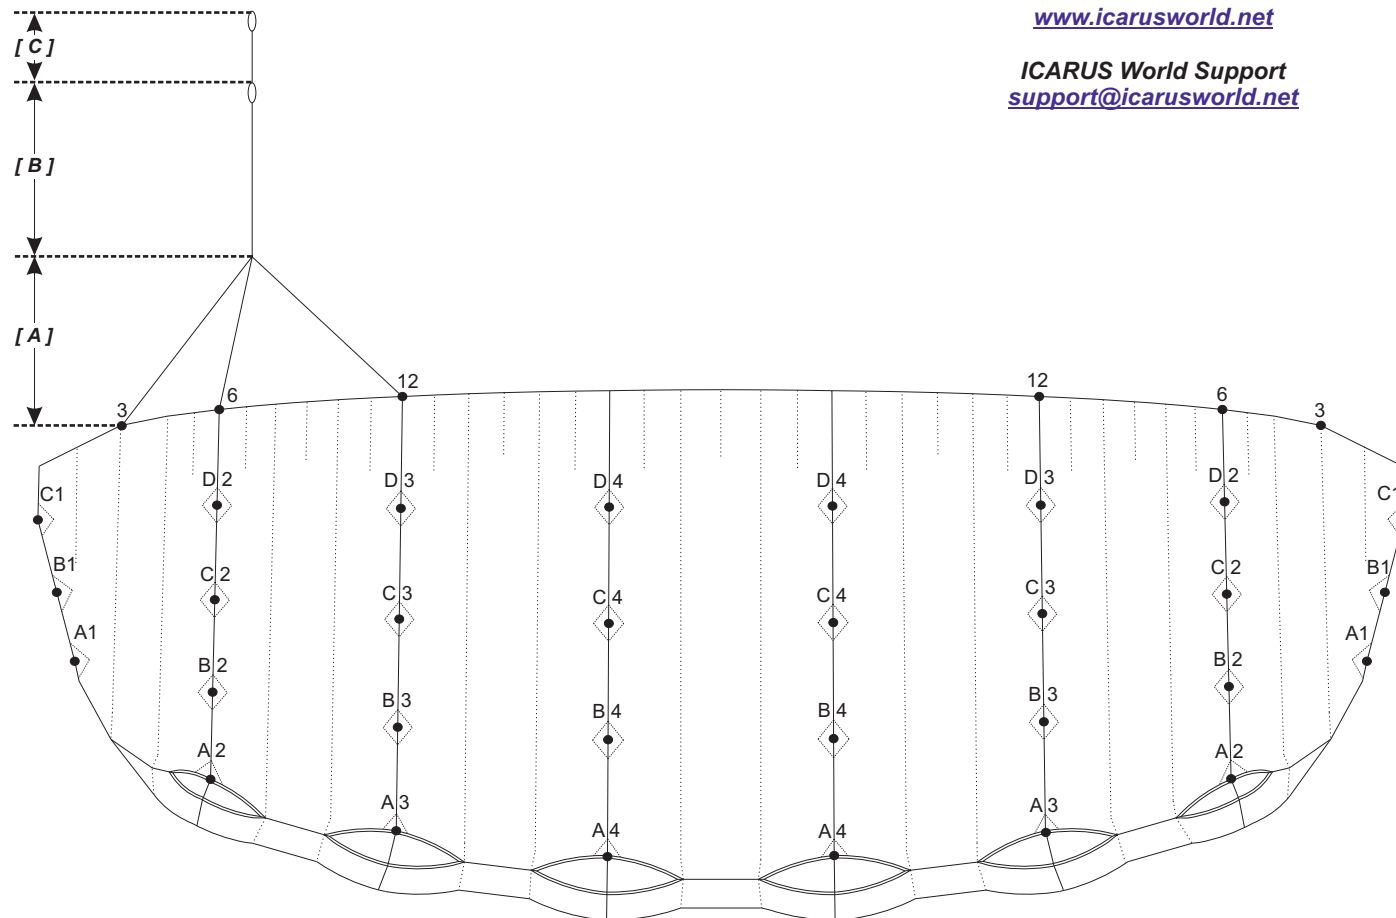 www.icarusworld.net
ICARUS World Support
support@icarusworld.net
[ C ]
[ B ]
[ A ]
3 6 12 12 6 3
D 2 D 3 D 4 D 4 D 3 D 2
C1 C1
C 2 C 3 C 4 C 4 C 3 C 2
B1 B1
A1 A1
B 2 B 3 B 4 B 4 B 3 B 2
A 2 A 3 A 4 A 4 A 3 A 2